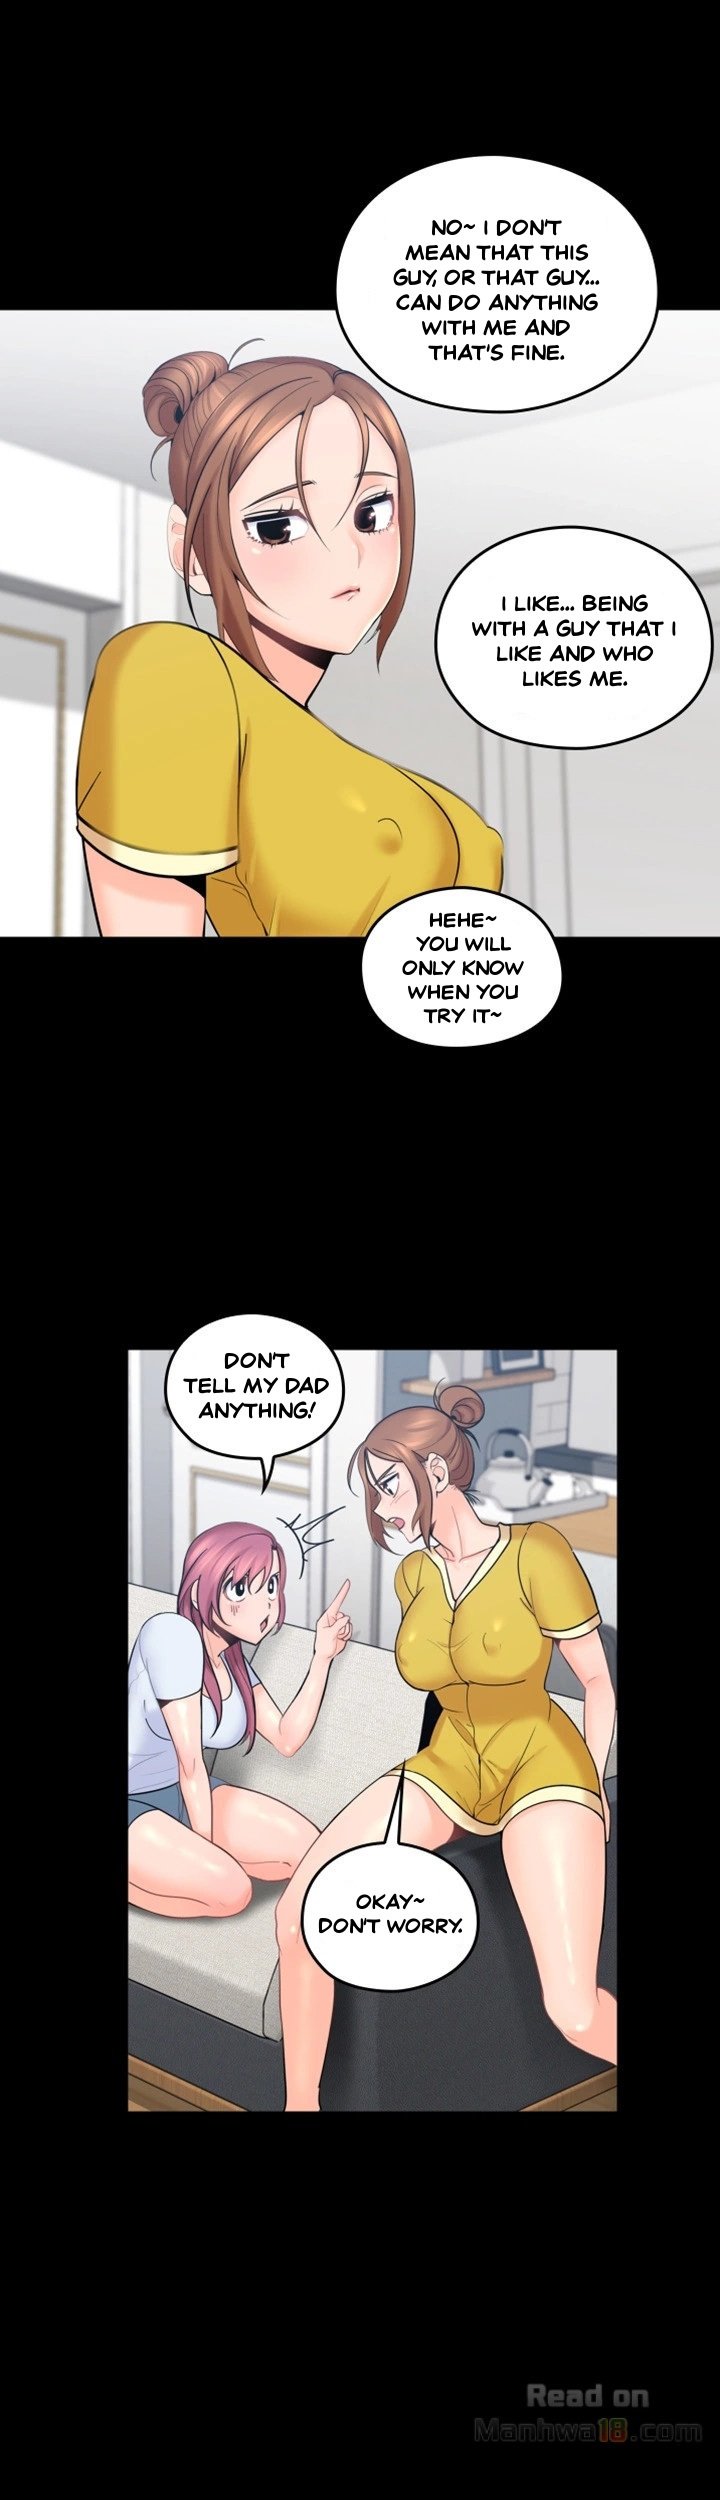 NO~ I DON'T
MEAN THAT THIS
GUY, OR THAT GUY...
CAN DO ANYTHING
WITH ME AND
THAT'S FINE.
I LIKE... BEING
WITH A GUY THAT I
LIKE AND WHO
LIKES ME.
HEHE~
YOU WILL
ONLY KNOW
WHEN YOU
TRY IT~
DON'T
TELL MY DAD
ANYTHING!
OKAY~
DON'T WORRY.
Read on
Manhwa18.com